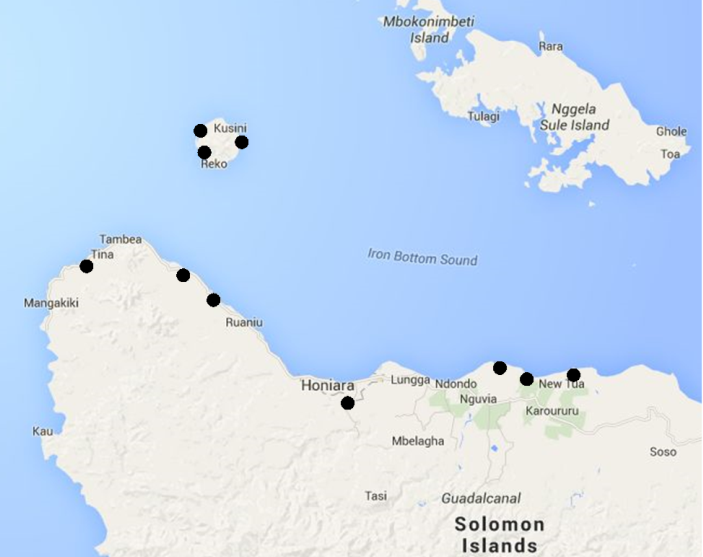 Mbokonimbeti
Island
Rara
Nggela
Sule Island
Tulagi
Ghole
Toa
Kusini
Reko
Tambea
Tina
Iron Bottom Sound
Mangakiki
Ruaniu
Honiara
Lungga
Ndondo
New Tua
Nguvia
Karoururu
Kau
Mbelagha
Soso
Tasi
Guadalcanal
Solomon
Islands